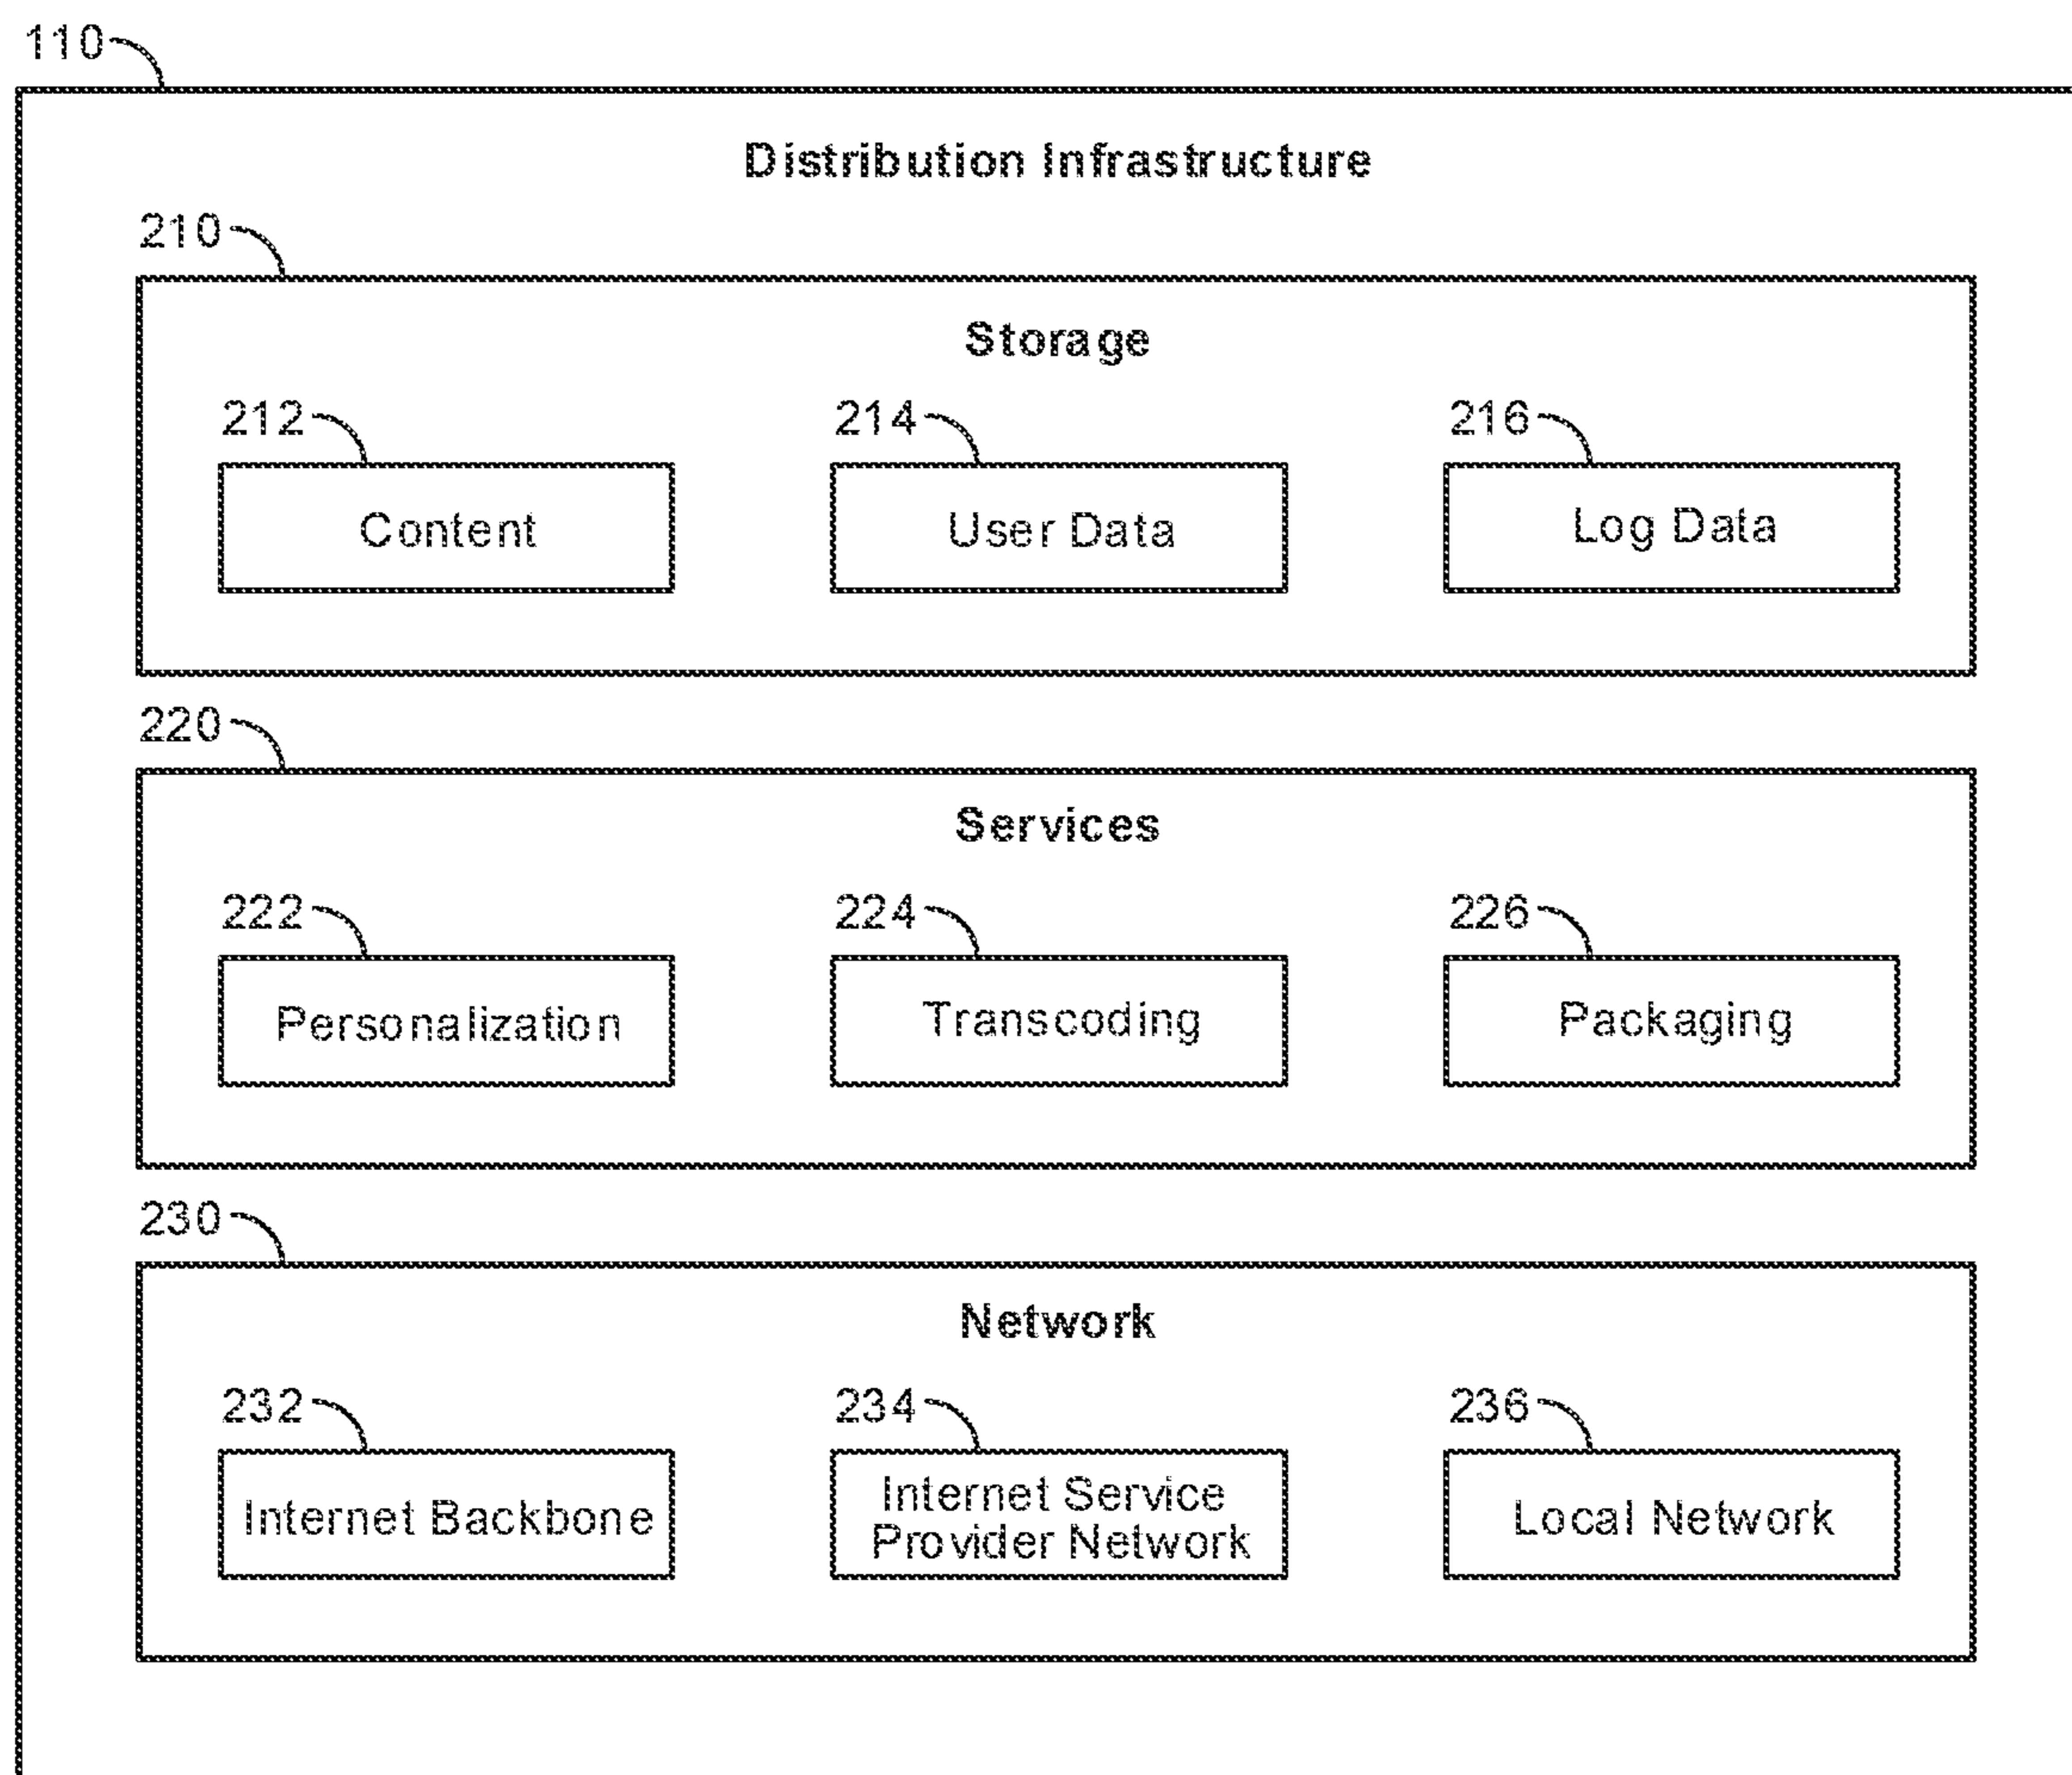 110
Distribution Infrastructure
210
Storage
212 214 216
Content User Data Log Data
220
Services
222 224 226
Personalization Transcoding Packaging
230
Network
232 234 236
Internet Backbone
Internet Service
Provider Network
Local Network